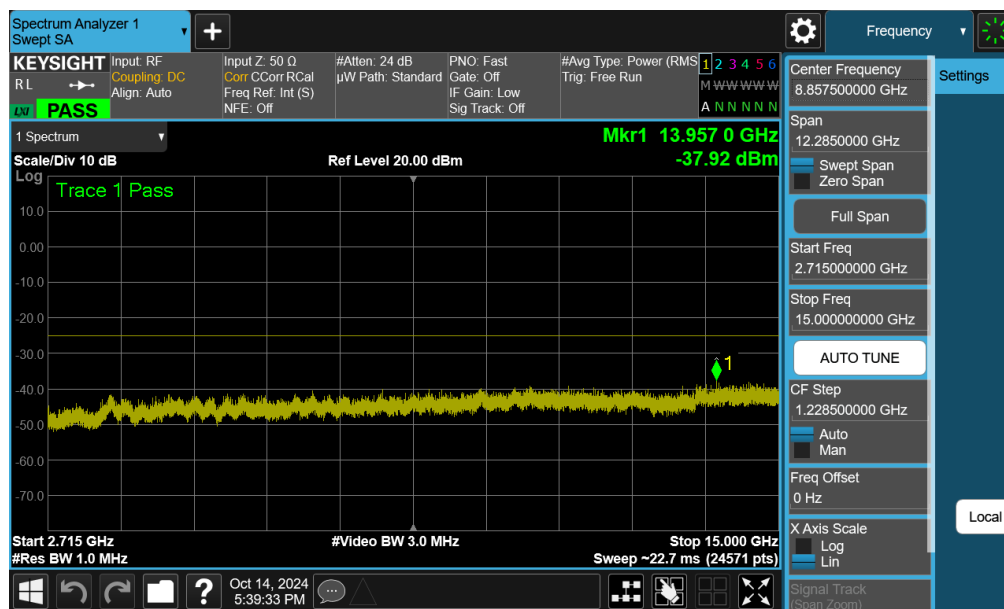 Spectrum Analyzer 1
Swept SA
Frequency
KEYSIGHT
R L
LXI PASS
Input: RF
Coupling: DC
Align: Auto
Input Z: 50 Ω
Corr CCorr RCal
Freq Ref: Int (S)
NFE: Off
#Atten: 24 dB
µW Path: Standard
PNO: Fast
Gate: Off
IF Gain: Low
Sig Track: Off
#Avg Type: Power (RMS
Trig: Free Run
1 2 3 4 5 6
M W W W W W
A N N N N N
1 Spectrum
Scale/Div 10 dB
Ref Level 20.00 dBm
Mkr1 13.957 0 GHz
-37.92 dBm
Log
Trace 1 Pass
10.0
0.00
-10.0
-20.0
-30.0
-40.0
-50.0
-60.0
-70.0
1
Start 2.715 GHz
#Res BW 1.0 MHz
#Video BW 3.0 MHz
Stop 15.000 GHz
Sweep ~22.7 ms (24571 pts)
Oct 14, 2024
5:39:33 PM
Center Frequency
8.857500000 GHz
Span
12.2850000 GHz
Swept Span
Zero Span
Full Span
Start Freq
2.715000000 GHz
Stop Freq
15.000000000 GHz
AUTO TUNE
CF Step
1.228500000 GHz
Auto
Man
Freq Offset
0 Hz
X Axis Scale
Log
Lin
Signal Track
(Span Zoom)
Settings
Local